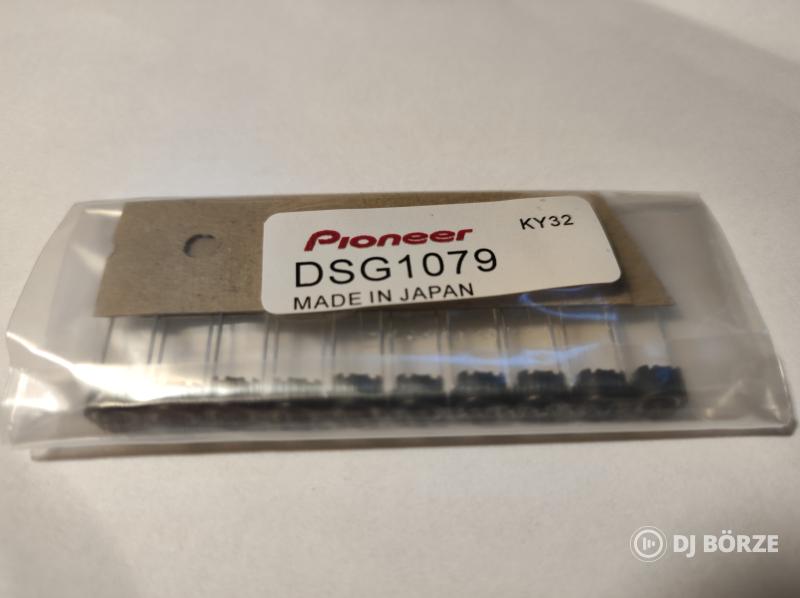 Pioneer
KY32
DSG1079
MADE IN JAPAN
DJ BÖRZE